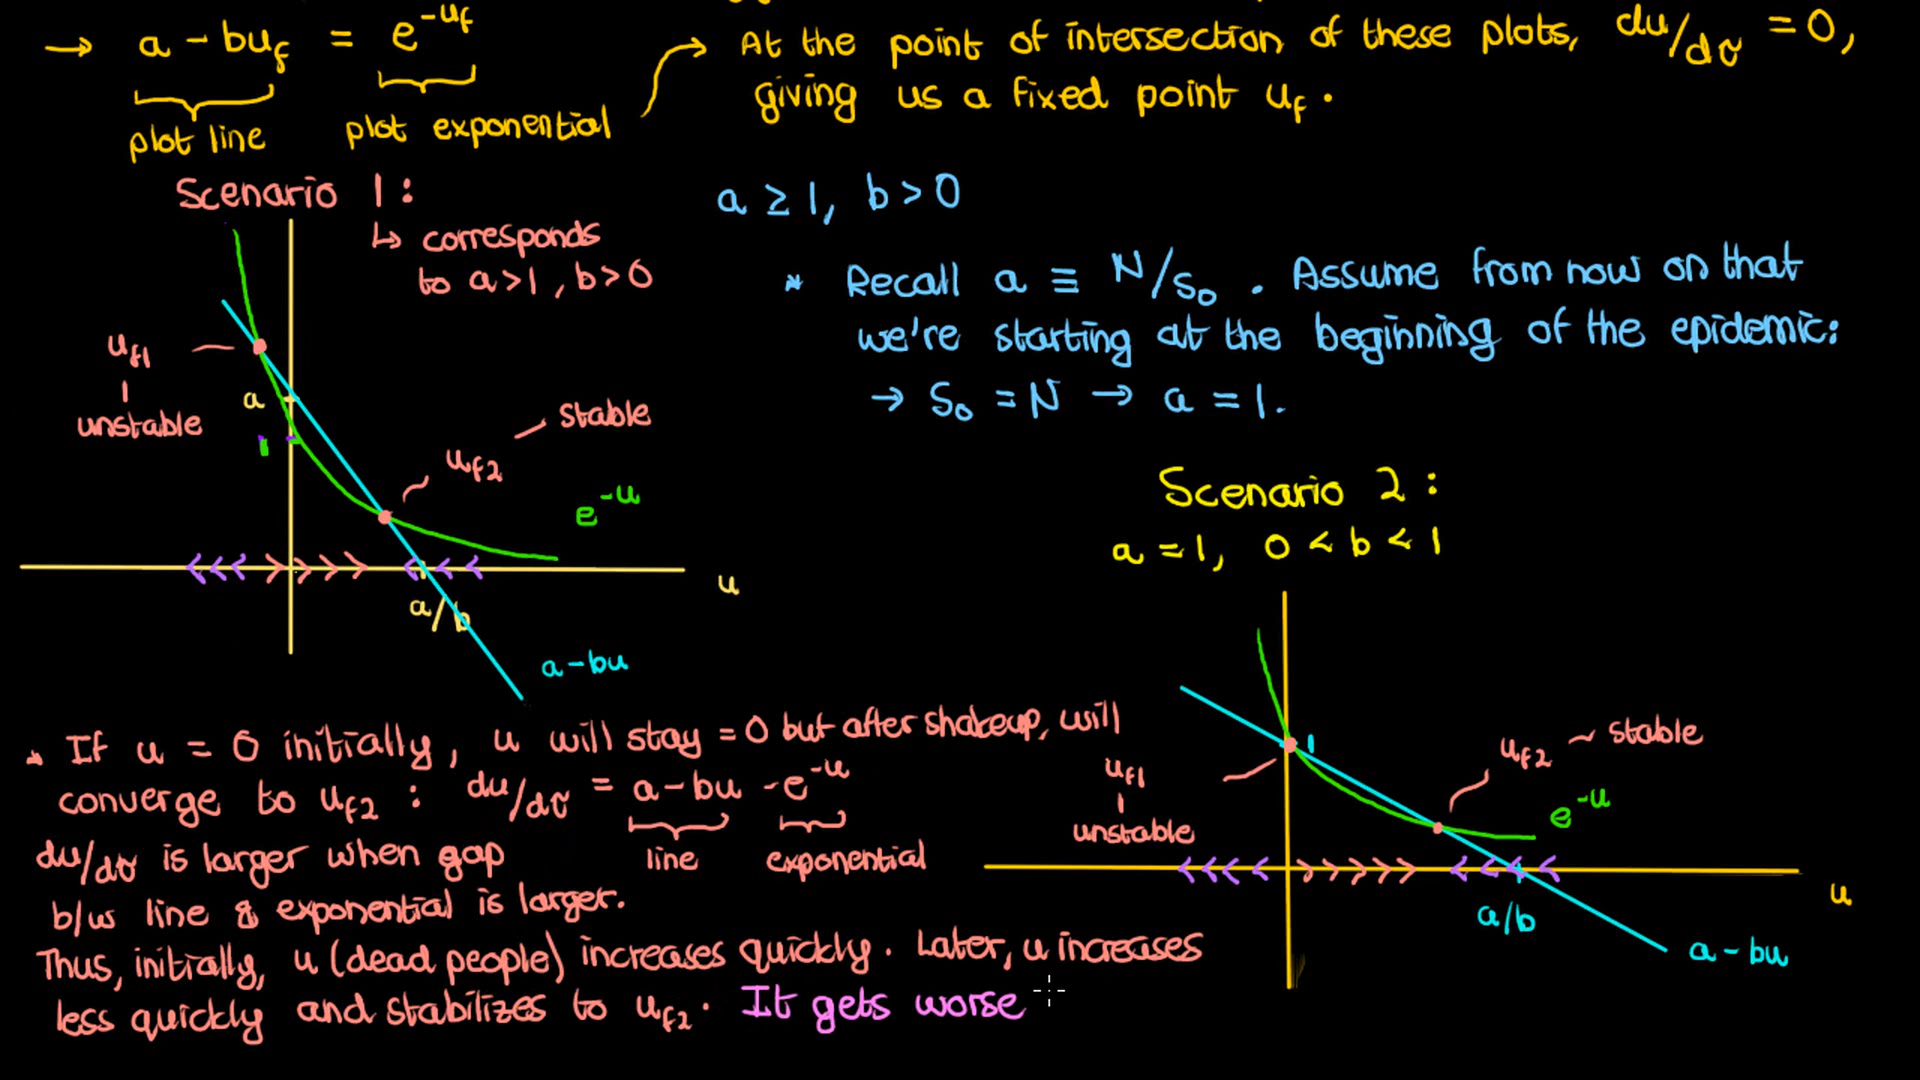 → a - bu_f = e^-u_f
plot line
plot exponential
→ At the point of intersection of these plots, du/dσ = 0,
giving us a fixed point u_f.
Scenario 1:
↳ corresponds
to a>1, b>0
u_f1
unstable
a
1
stable
u_f2
e^-u
u
a/b
a-bu
a ≥ 1, b > 0
* Recall a ≡ N/S_0. Assume from now on that
we're starting at the beginning of the epidemic:
→ S_0 = N → a = 1.
Scenario 2:
a = 1, 0 < b < 1
1
u_f1
unstable
u_f2 ~ stable
e^-u
u
a/b
a-bu
* If u = 0 initially, u will stay = 0 but after shakeup, will
converge to u_f2 : du/dσ = a-bu -e^-u
line
exponential
du/dσ is larger when gap
b/w line & exponential is larger.
Thus, initially, u (dead people) increases quickly. Later, u increases
less quickly and stabilizes to u_f2. It gets worse